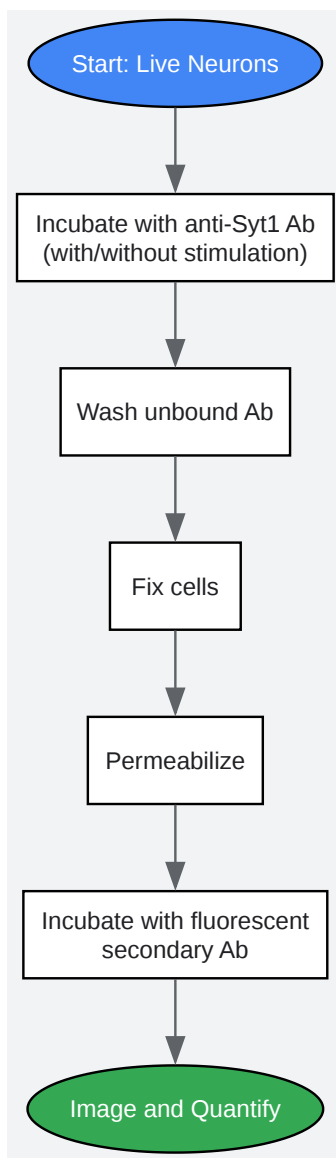 Start: Live Neurons
Incubate with anti-Syt1 Ab
(with/without stimulation)
Wash unbound Ab
Fix cells
Permeabilize
Incubate with fluorescent
secondary Ab
Image and Quantify